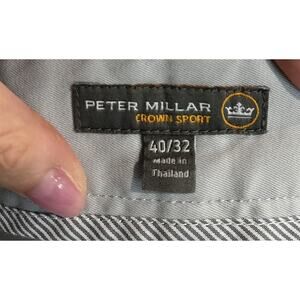 PETER MILLAR
CROWN SPORT
40/32
Made in
Thailand